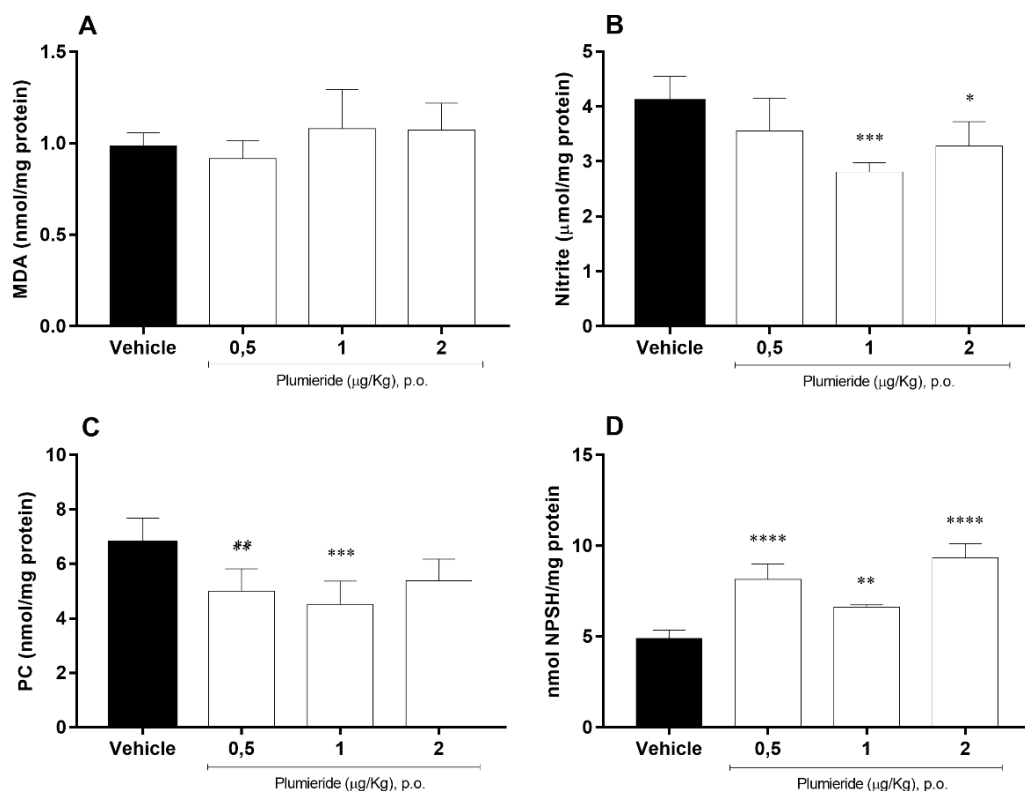 A
MDA (nmol/mg protein)
1.5
1.0
0.5
0.0
Vehicle 0,5 1 2
Plumieride (μg/Kg), p.o.
B
Nitrite (μmol/mg protein)
5
4
3
2
1
0
***
*
Vehicle 0,5 1 2
Plumieride (μg/Kg), p.o.
C
PC (nmol/mg protein)
10
8
6
4
2
0
***
Vehicle 0,5 1 2
Plumieride (μg/Kg), p.o.
D
nmol NPSH/mg protein
15
10
5
0
****
**
****
Vehicle 0,5 1 2
Plumieride (μg/Kg), p.o.